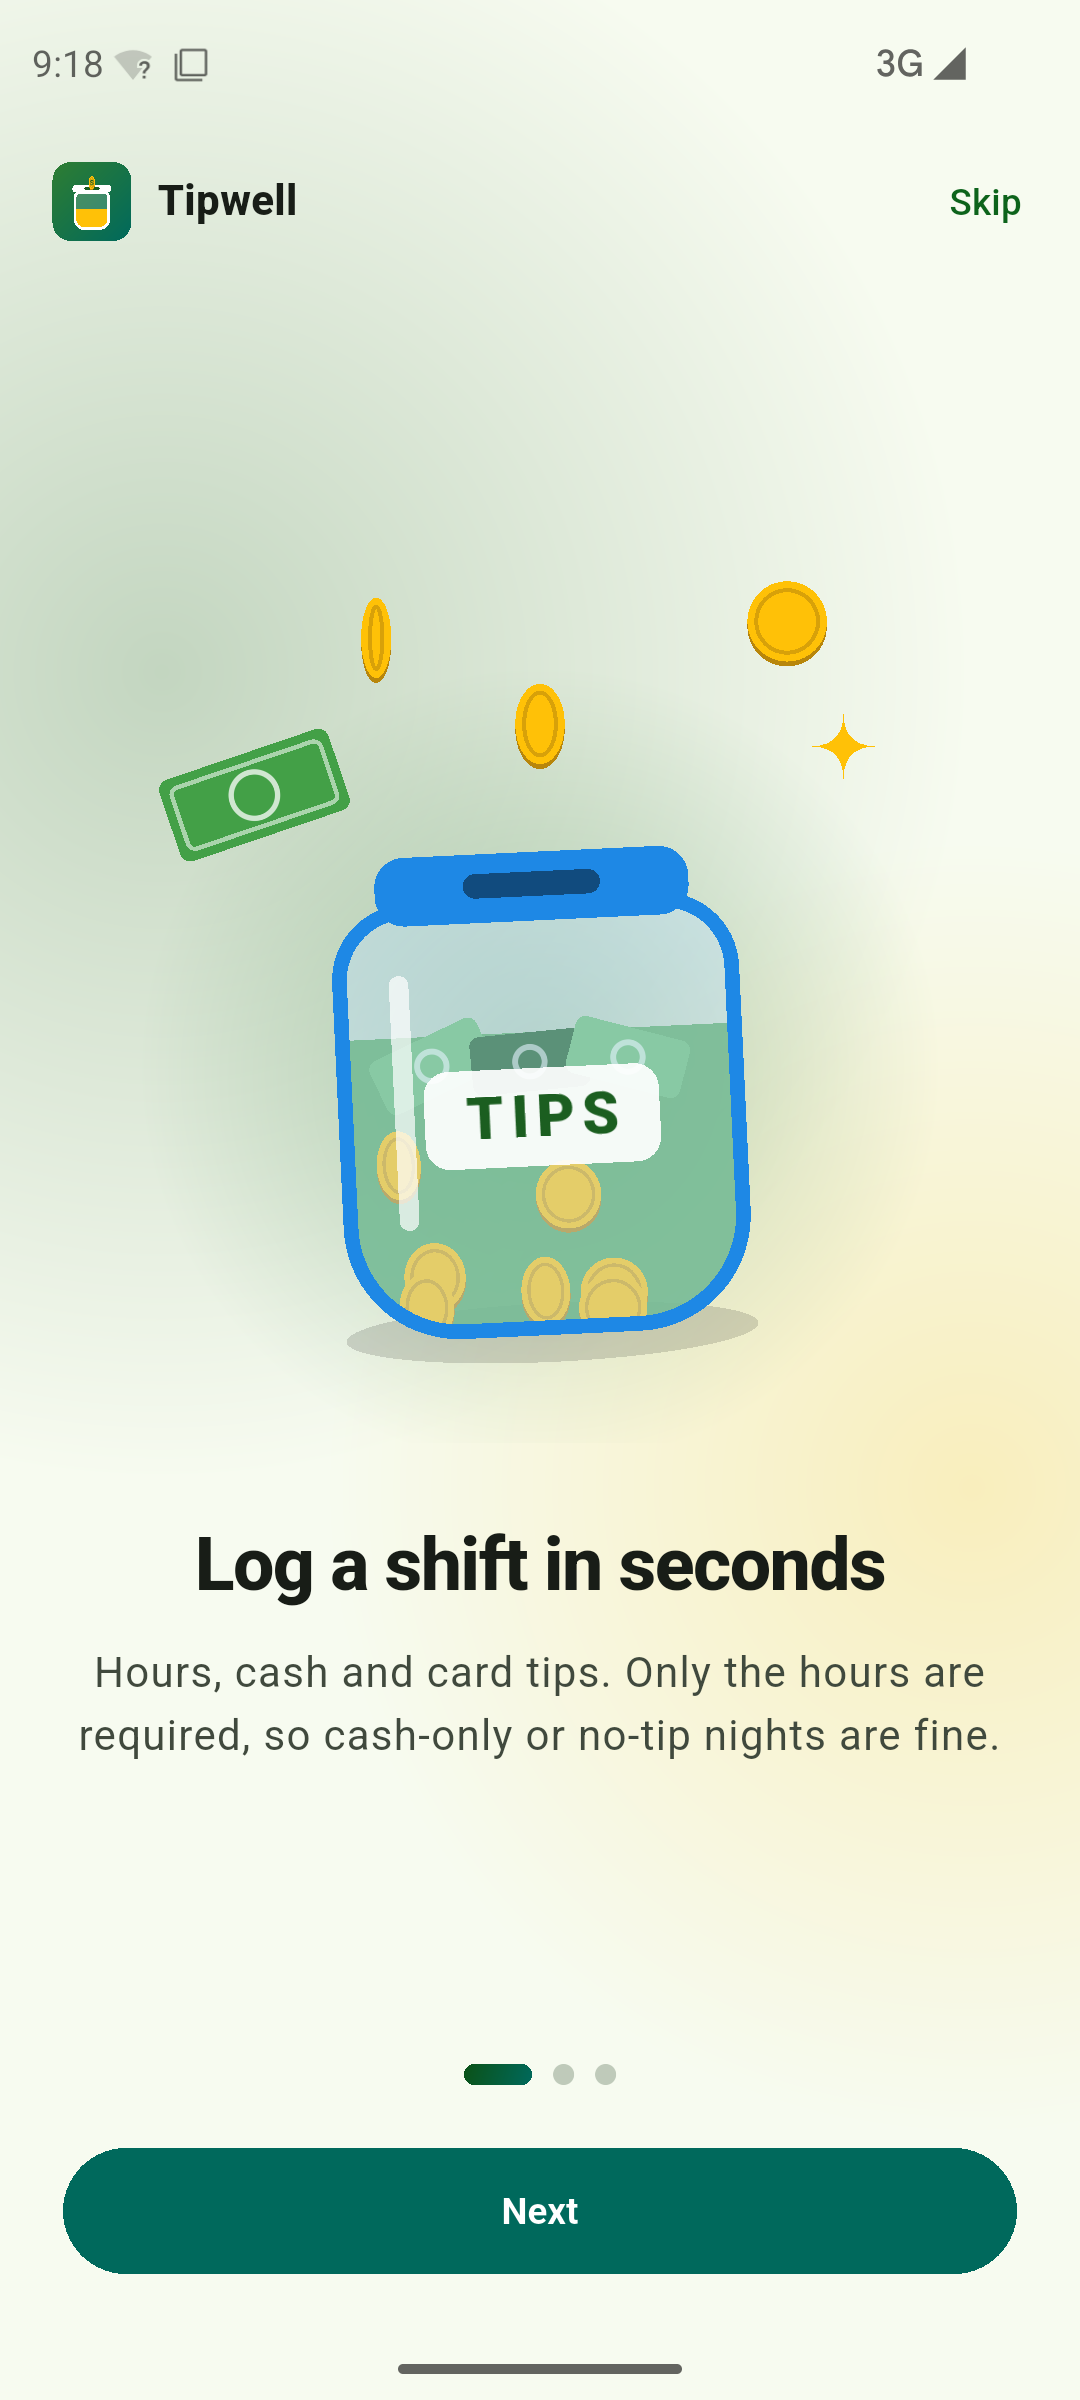 9:18
3G
Tipwell
Skip
TIPS
Log a shift in seconds
Hours, cash and card tips. Only the hours are
required, so cash-only or no-tip nights are fine.
Next